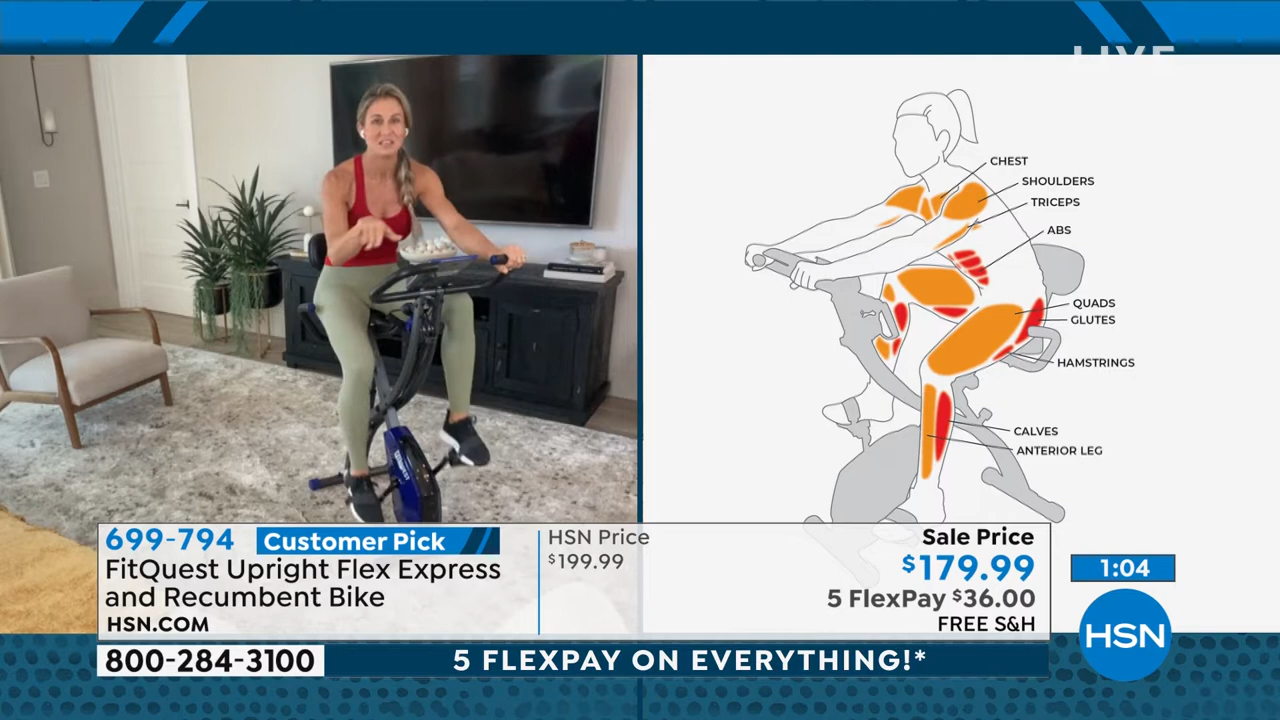 LIVE
CHEST
SHOULDERS
TRICEPS
ABS
QUADS
GLUTES
HAMSTRINGS
CALVES
ANTERIOR LEG
699-794 Customer Pick
FitQuest Upright Flex Express
and Recumbent Bike
HSN.COM
HSN Price
$199.99
Sale Price
$179.99
5 FlexPay $36.00
FREE S&H
1:04
HSN
800-284-3100
5 FLEXPAY ON EVERYTHING!*